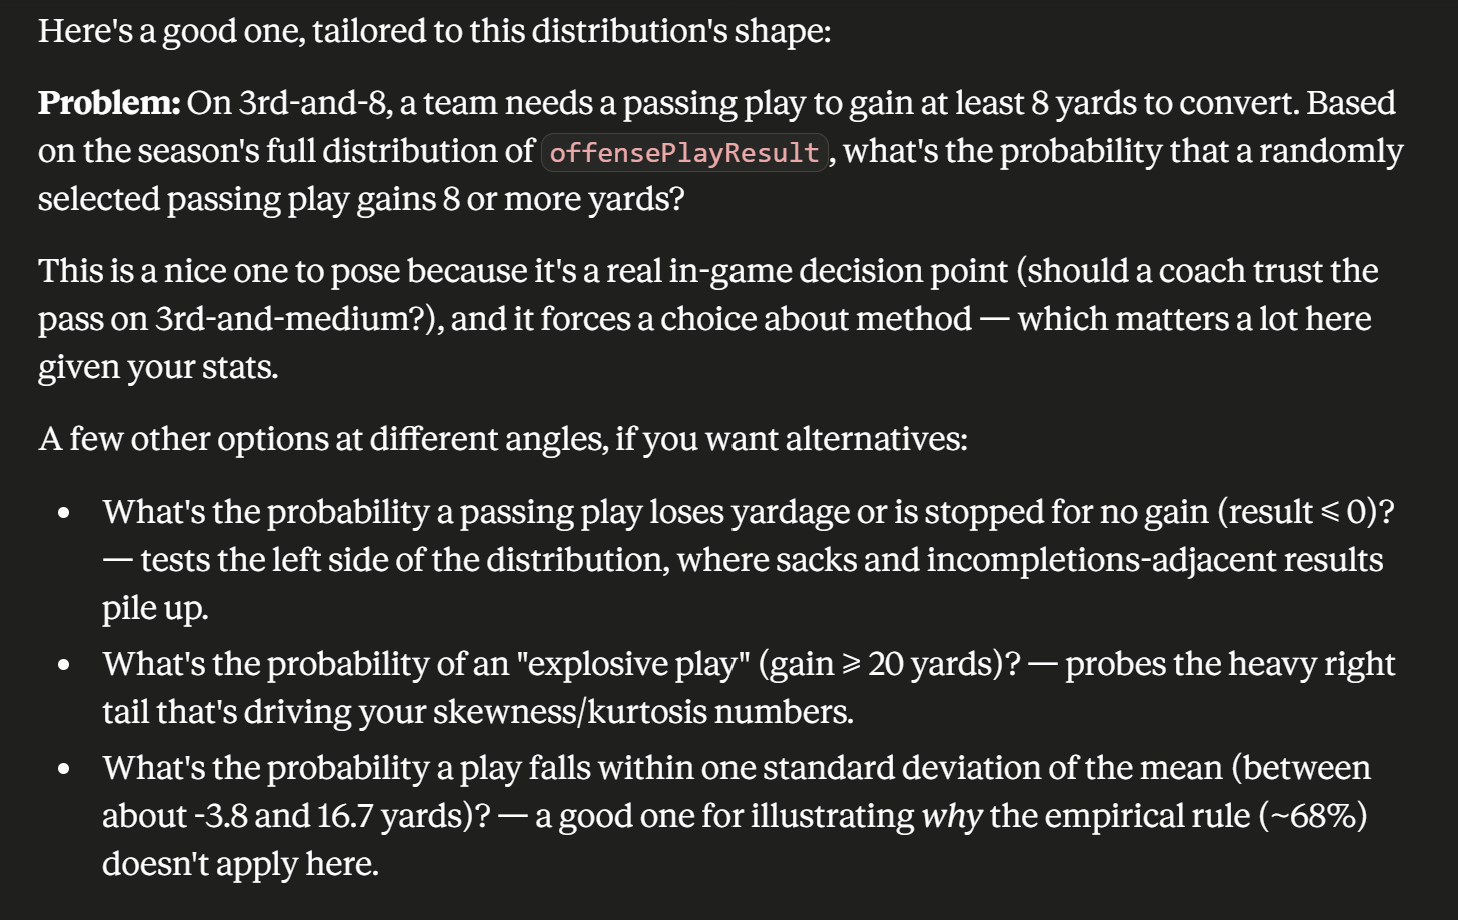 Here's a good one, tailored to this distribution's shape:
Problem: On 3rd-and-8, a team needs a passing play to gain at least 8 yards to convert. Based
on the season's full distribution of offensePlayResult, what's the probability that a randomly
selected passing play gains 8 or more yards?
This is a nice one to pose because it's a real in-game decision point (should a coach trust the
pass on 3rd-and-medium?), and it forces a choice about method — which matters a lot here
given your stats.
A few other options at different angles, if you want alternatives:
• What's the probability a passing play loses yardage or is stopped for no gain (result ⩽ 0)?
— tests the left side of the distribution, where sacks and incompletions-adjacent results
pile up.
• What's the probability of an "explosive play" (gain ⩾ 20 yards)? — probes the heavy right
tail that's driving your skewness/kurtosis numbers.
• What's the probability a play falls within one standard deviation of the mean (between
about -3.8 and 16.7 yards)? — a good one for illustrating why the empirical rule (~68%)
doesn't apply here.